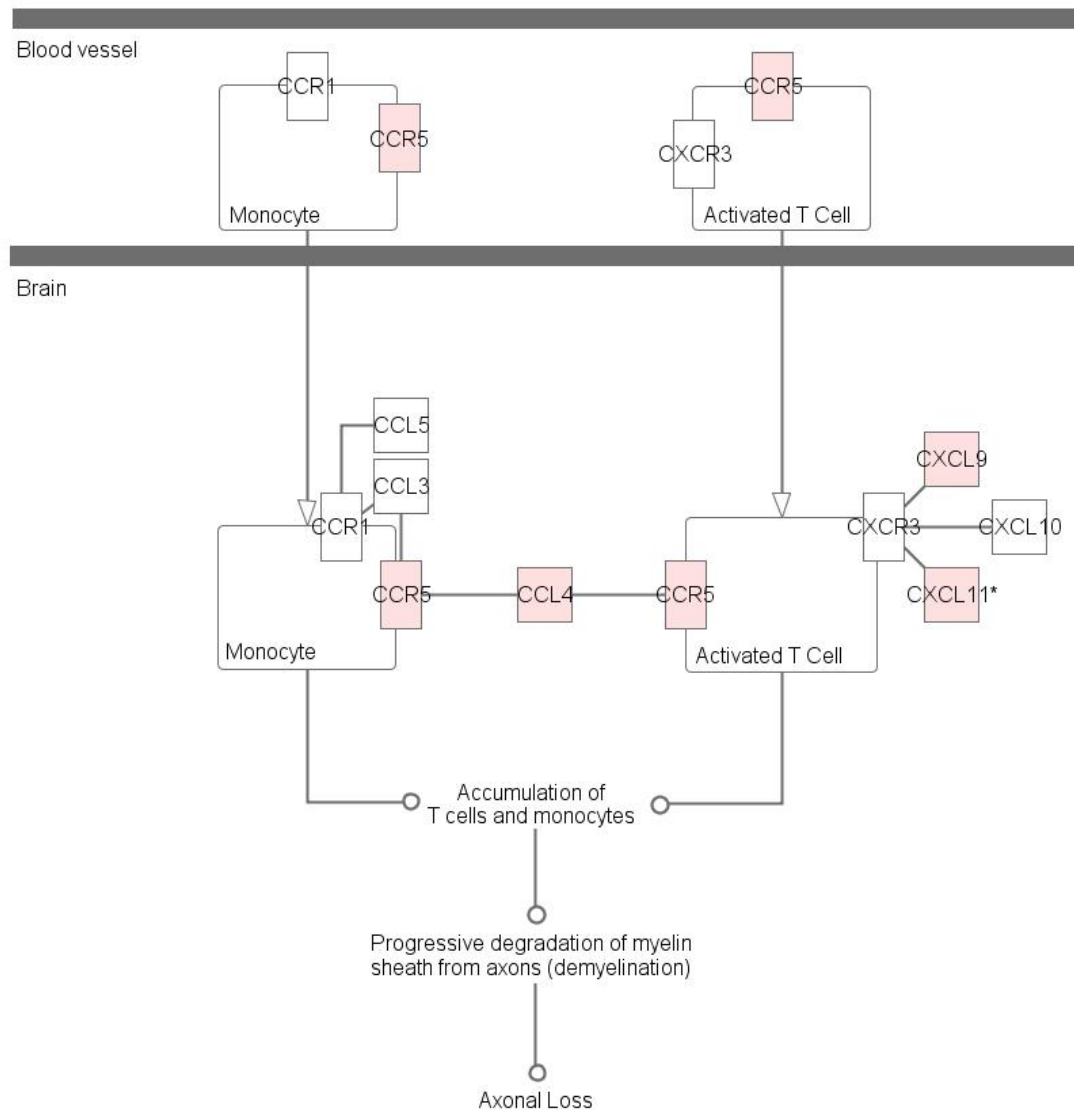 Blood vessel
CCR1
CCR5
CCR5
CXCR3
Monocyte
Activated T Cell
Brain
CCL5
CCL3
CXCL9
CCR1
CXCR3
CXCL10
CCR5
CCL4
CCR5
CXCL11*
Monocyte
Activated T Cell
Accumulation of
T cells and monocytes
Progressive degradation of myelin
sheath from axons (demyelination)
Axonal Loss